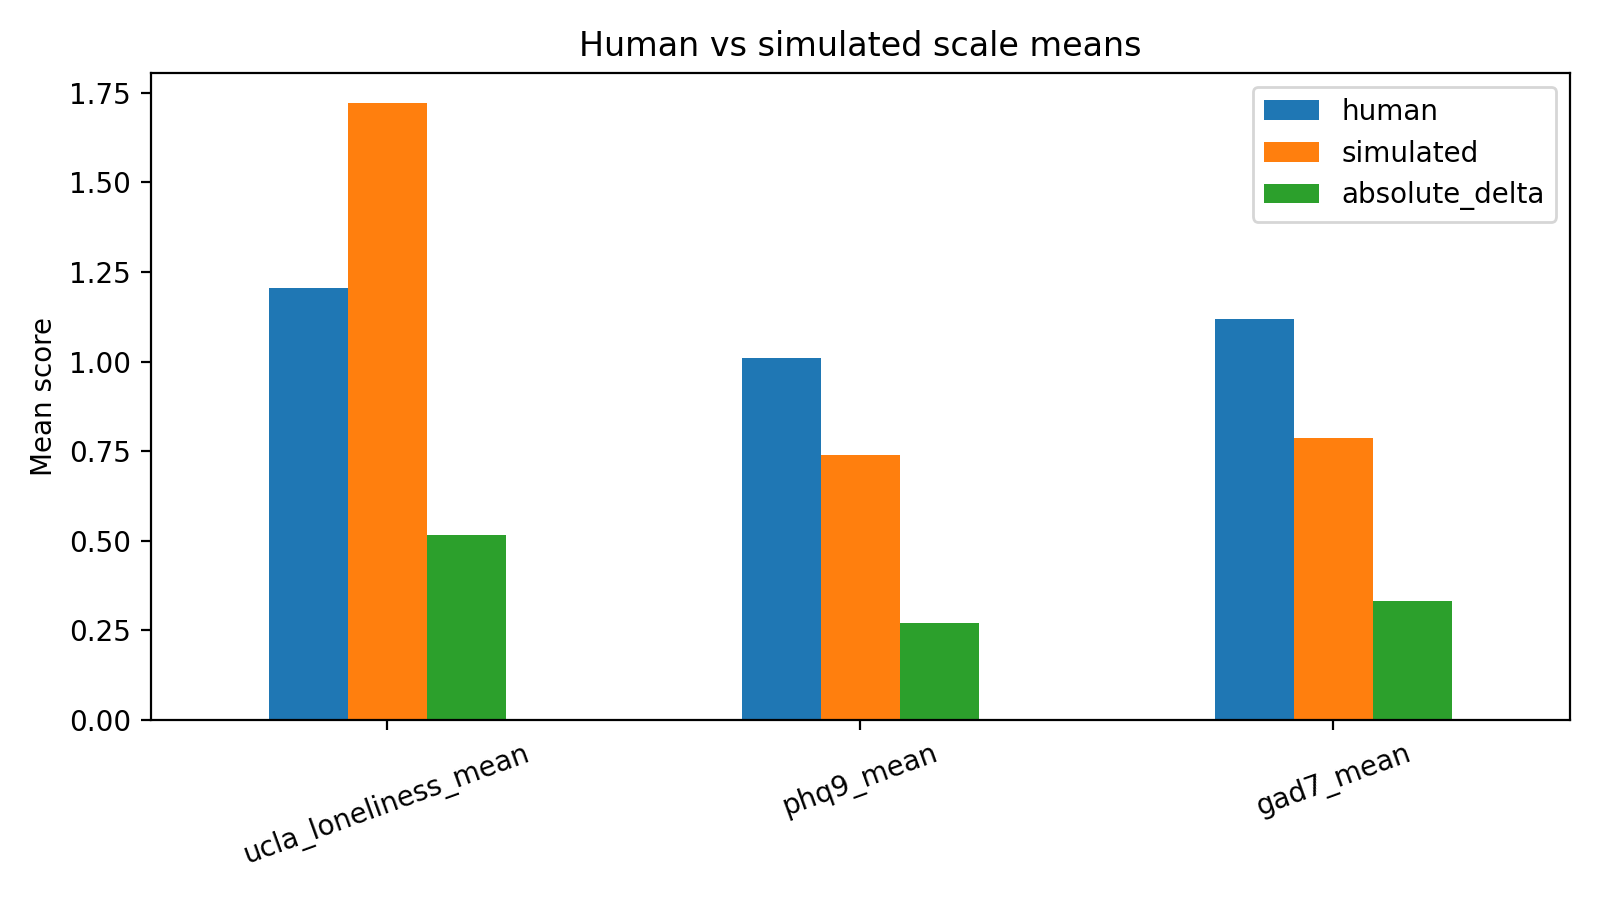 Human vs simulated scale means
human
simulated
absolute_delta
Mean score
1.75
1.50
1.25
1.00
0.75
0.50
0.25
0.00
ucla_loneliness_mean
phq9_mean
gad7_mean